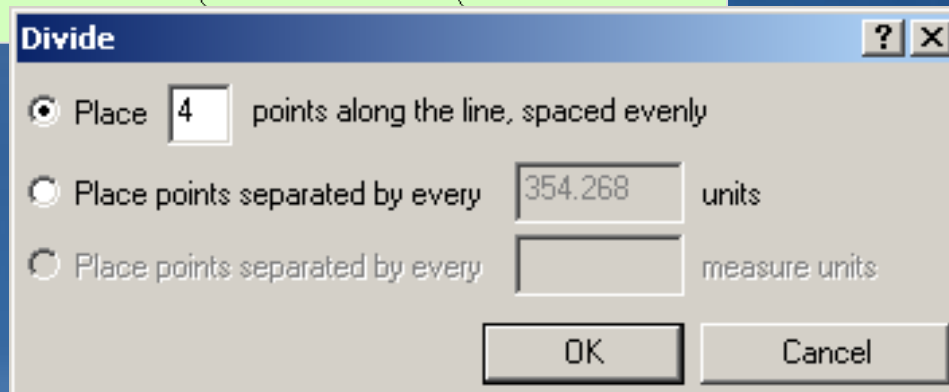 Divide
Place 4 points along the line, spaced evenly
Place points separated by every 354.268 units
Place points separated by every measure units
OK Cancel